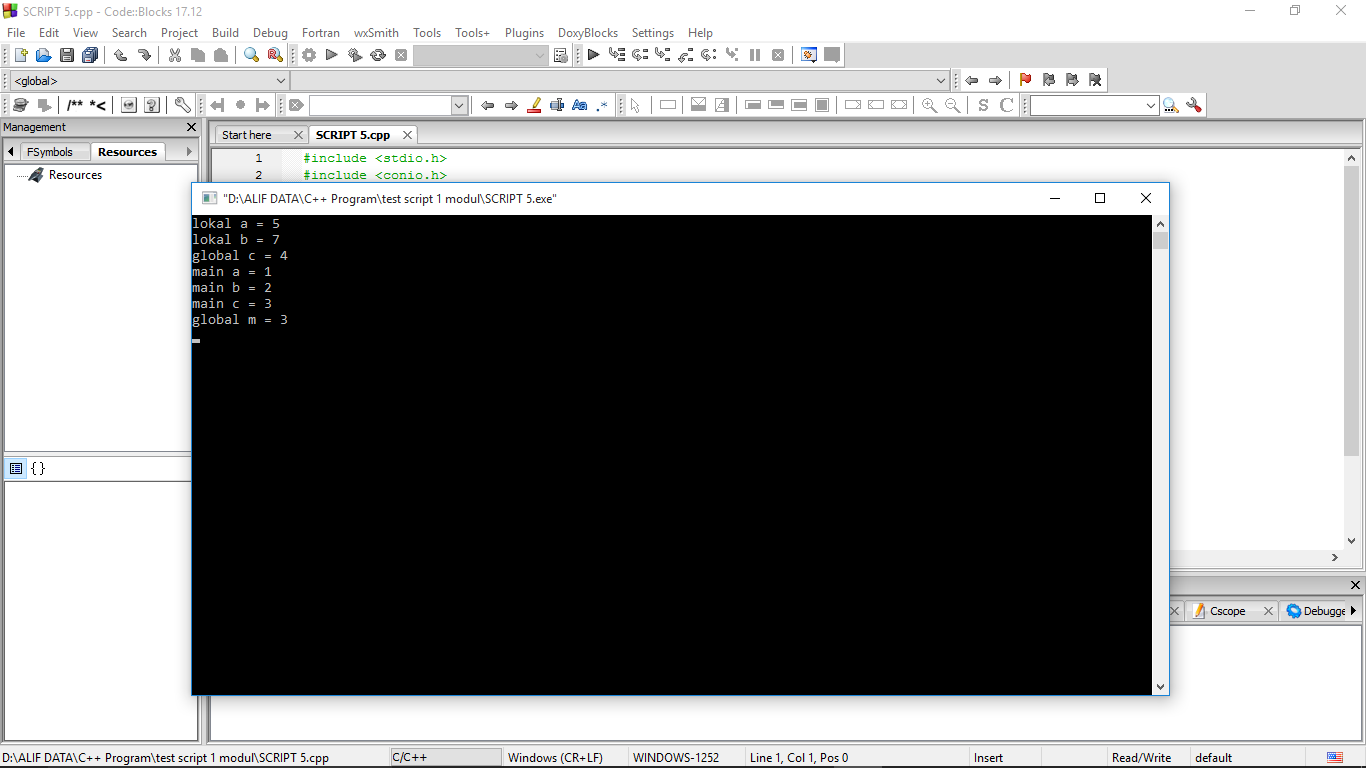 SCRIPT 5.cpp - Code::Blocks 17.12
File Edit View Search Project Build Debug Fortran wxSmith Tools Tools+ Plugins DoxyBlocks Settings Help
<global>
/** *<
Aa .*
S C
Management
FSymbols Resources
Start here SCRIPT 5.cpp
Resources
1 #include <stdio.h>
2 #include <conio.h>
"D:\ALIF DATA\C++ Program\test script 1 modul\SCRIPT 5.exe"
lokal a = 5
lokal b = 7
global c = 4
main a = 1
main b = 2
main c = 3
global m = 3
{}
Cscope Debugge
D:\ALIF DATA\C++ Program\test script 1 modul\SCRIPT 5.cpp C/C++ Windows (CR+LF) WINDOWS-1252 Line 1, Col 1, Pos 0 Insert Read/Write default